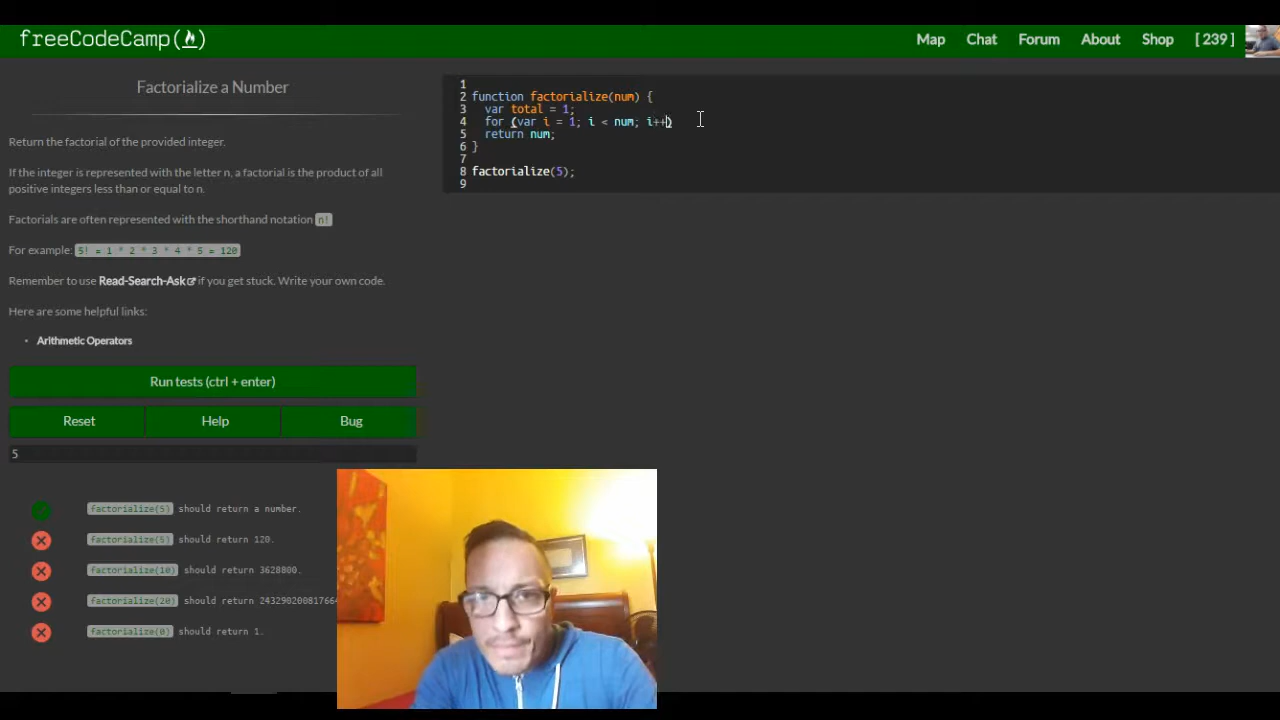 freeCodeCamp
Map Chat Forum About Shop [ 239 ]
Factorialize a Number
Return the factorial of the provided integer.
If the integer is represented with the letter n, a factorial is the product of all
positive integers less than or equal to n.
Factorials are often represented with the shorthand notation n!
For example: 5! = 1 * 2 * 3 * 4 * 5 = 120
Remember to use Read-Search-Ask if you get stuck. Write your own code.
Here are some helpful links:
Arithmetic Operators
Run tests (ctrl + enter)
Reset Help Bug
5
factorialize(5) should return a number.
factorialize(5) should return 120.
factorialize(10) should return 3628800.
factorialize(20) should return 243290200817664
factorialize(0) should return 1.
1
2 function factorialize(num) {
3 var total = 1;
4 for (var i = 1; i < num; i++)
5 return num;
6 }
7
8 factorialize(5);
9